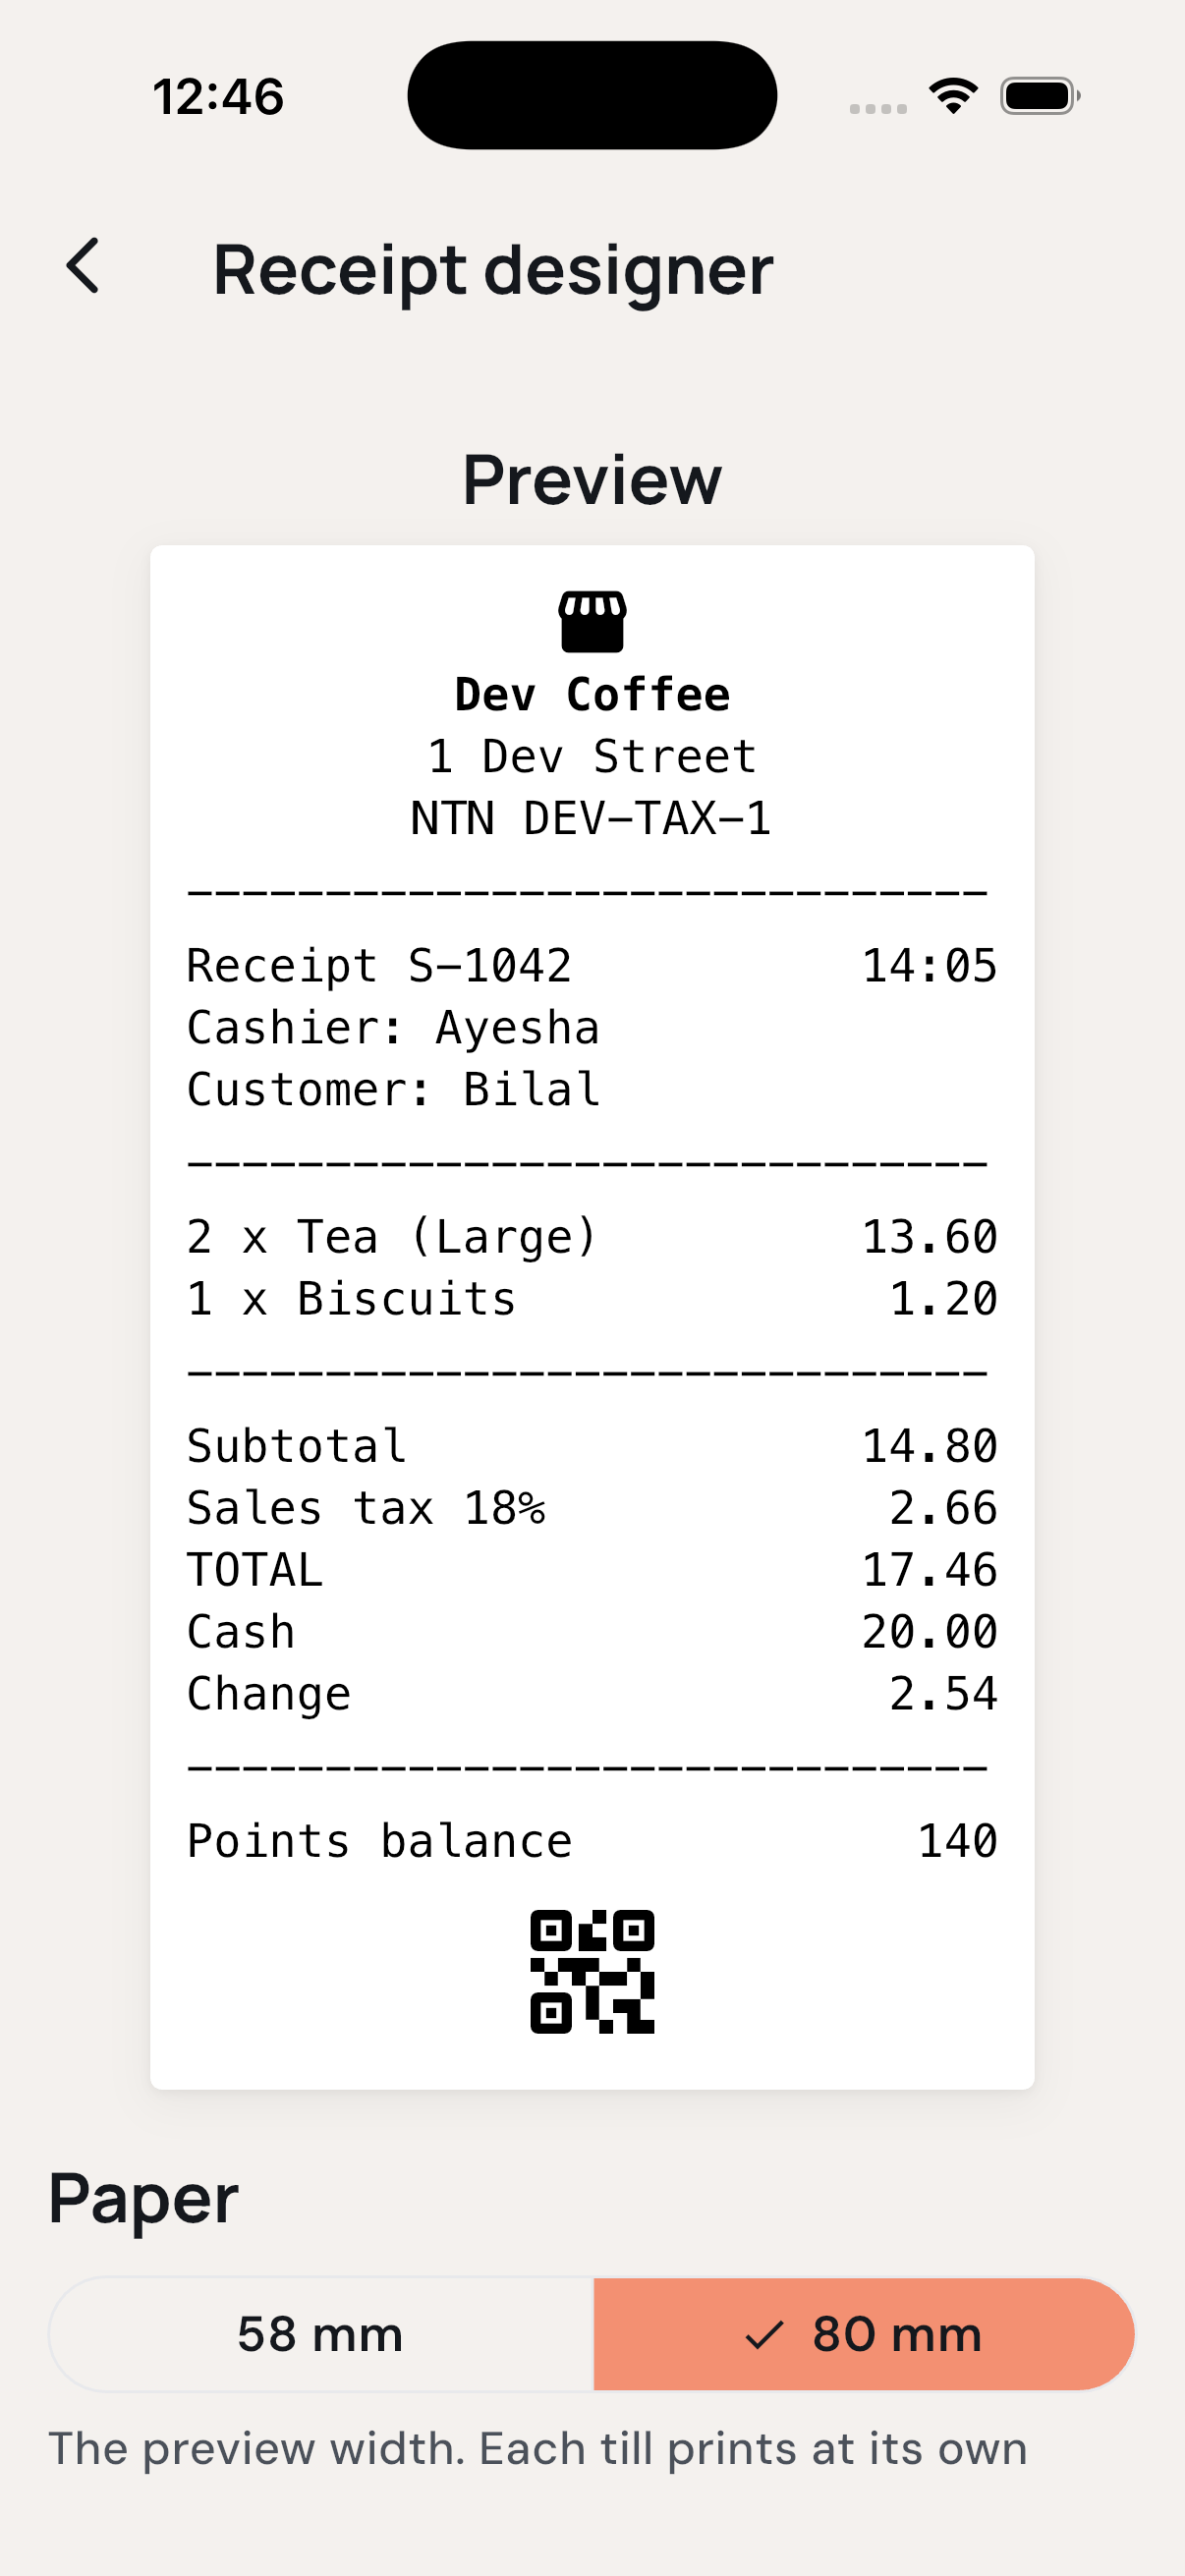 12:46
Receipt designer
Preview
Dev Coffee
1 Dev Street
NTN DEV-TAX-1
-----------------------------
Receipt S-1042 14:05
Cashier: Ayesha
Customer: Bilal
-----------------------------
2 x Tea (Large) 13.60
1 x Biscuits 1.20
-----------------------------
Subtotal 14.80
Sales tax 18% 2.66
TOTAL 17.46
Cash 20.00
Change 2.54
-----------------------------
Points balance 140
Paper
58 mm 80 mm
The preview width. Each till prints at its own